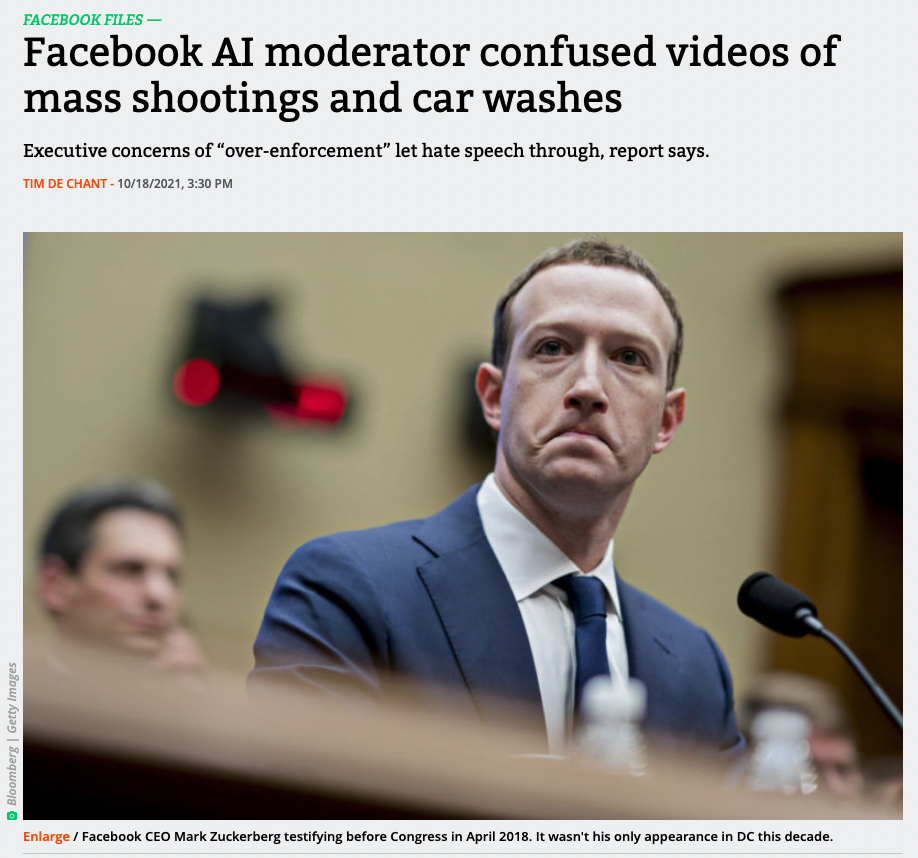 FACEBOOK FILES —
Facebook AI moderator confused videos of
mass shootings and car washes
Executive concerns of “over-enforcement” let hate speech through, report says.
TIM DE CHANT - 10/18/2021, 3:30 PM
Bloomberg | Getty Images
Enlarge / Facebook CEO Mark Zuckerberg testifying before Congress in April 2018. It wasn't his only appearance in DC this decade.